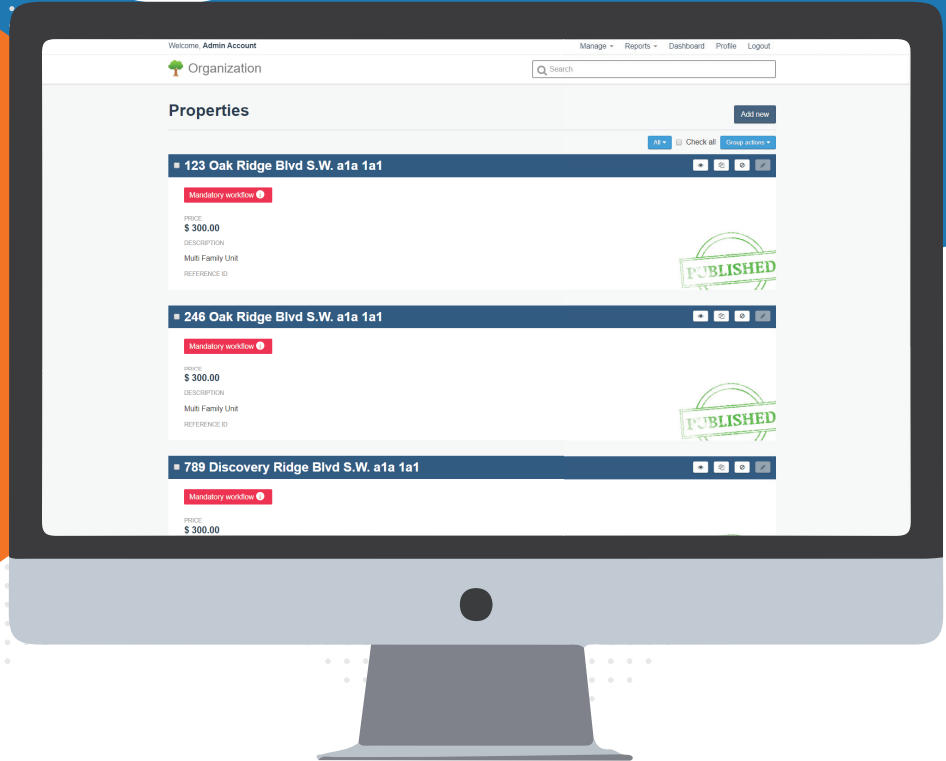 Welcome, Admin Account
Manage Reports Dashboard Profile Logout
Organization
Search
Properties
Add new
All Check all Group actions
123 Oak Ridge Blvd S.W. a1a 1a1
Mandatory workflow
PRICE
$ 300.00
DESCRIPTION
Multi Family Unit
REFERENCE ID
PUBLISHED
246 Oak Ridge Blvd S.W. a1a 1a1
Mandatory workflow
PRICE
$ 300.00
DESCRIPTION
Multi Family Unit
REFERENCE ID
PUBLISHED
789 Discovery Ridge Blvd S.W. a1a 1a1
Mandatory workflow
PRICE
$ 300.00